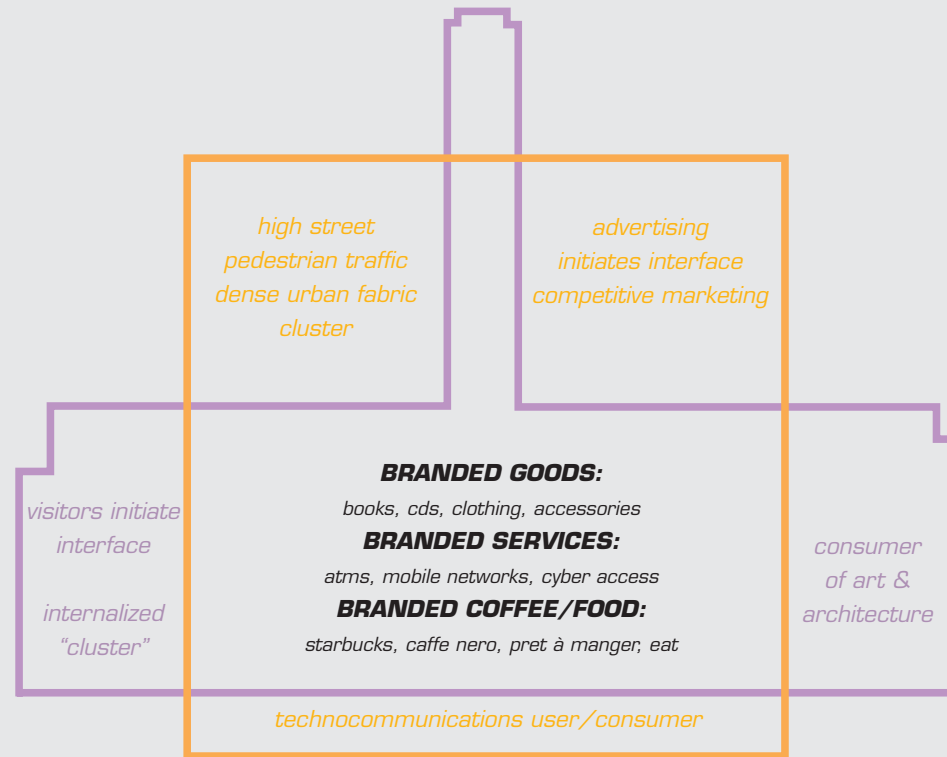 high street
pedestrian traffic
dense urban fabric
cluster
advertising
initiates interface
competitive marketing
visitors initiate
interface
internalized
“cluster”
BRANDED GOODS:
books, cds, clothing, accessories
BRANDED SERVICES:
atms, mobile networks, cyber access
BRANDED COFFEE/FOOD:
starbucks, caffe nero, pret à manger, eat
consumer
of art &
architecture
technocommunications user/consumer